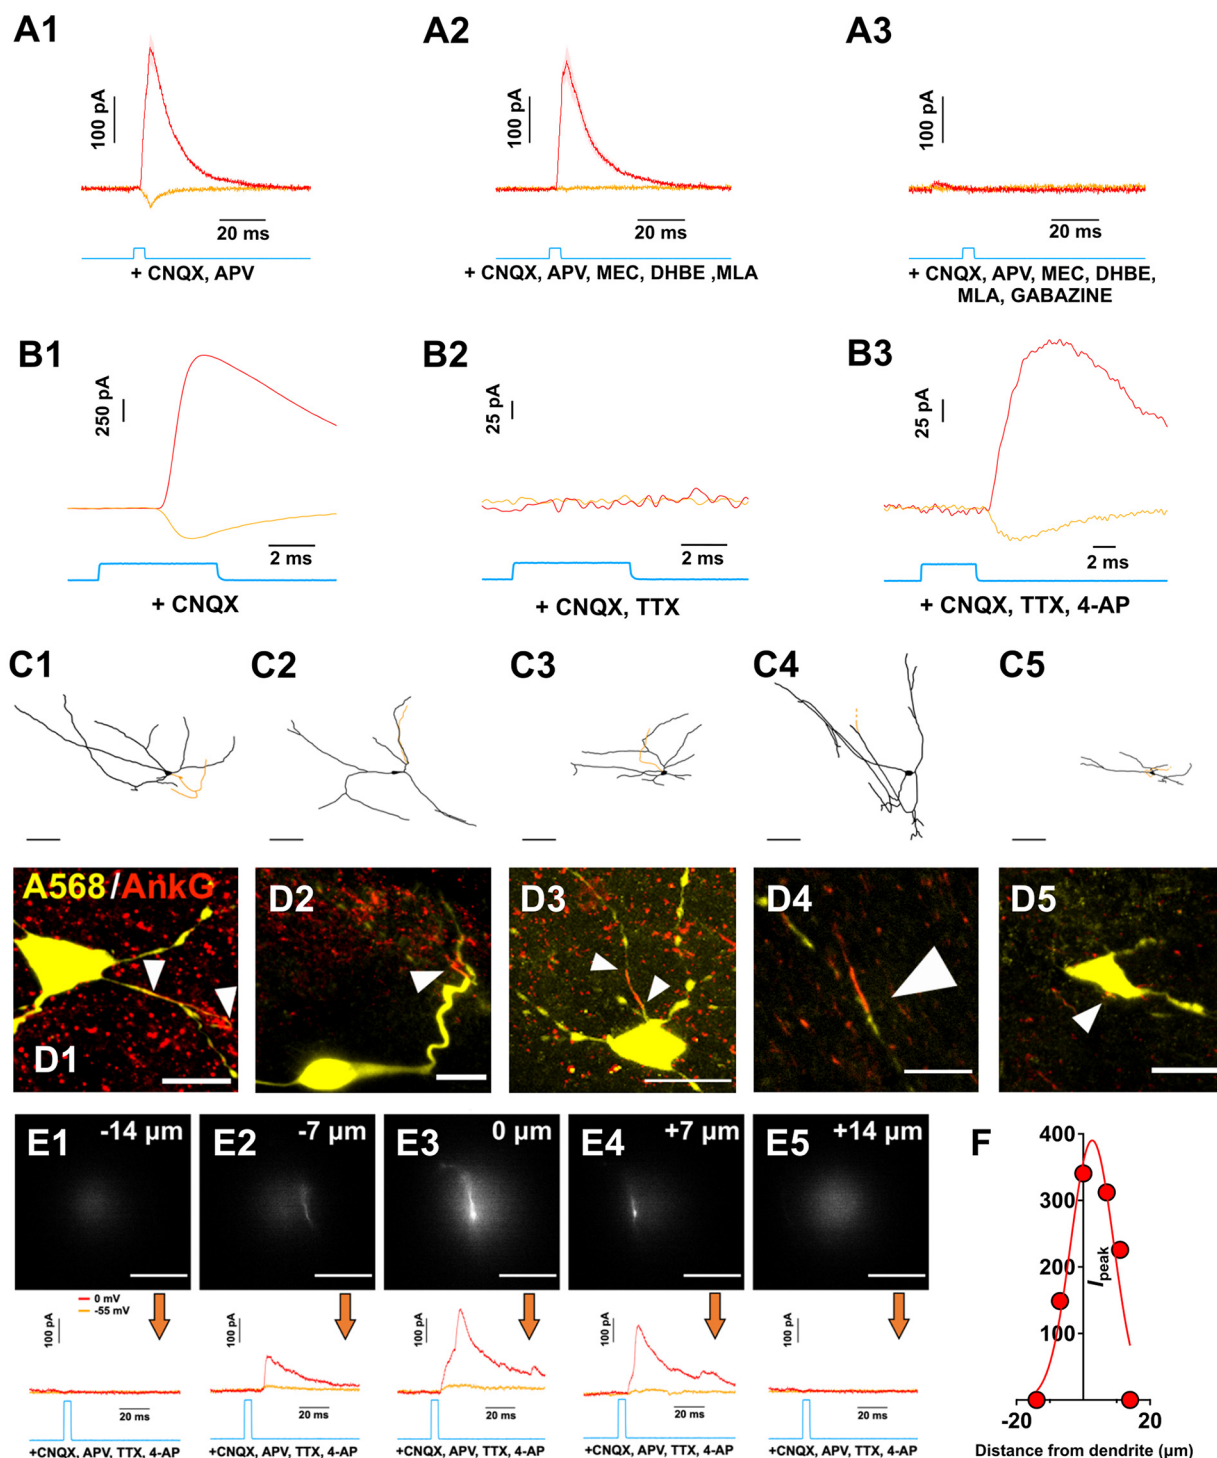 A1
A2
A3
100 pA
100 pA
100 pA
20 ms
20 ms
20 ms
+ CNQX, APV
+ CNQX, APV, MEC, DHBE ,MLA
+ CNQX, APV, MEC, DHBE,
MLA, GABAZINE
B1
B2
B3
250 pA
25 pA
25 pA
2 ms
2 ms
2 ms
+ CNQX
+ CNQX, TTX
+ CNQX, TTX, 4-AP
C1
C2
C3
C4
C5
A568/AnkG
D1
D2
D3
D4
D5
E1
-14 µm
E2
-7 µm
E3
0 µm
E4
+7 µm
E5
+14 µm
0 mV
-55 mV
100 pA
100 pA
100 pA
100 pA
100 pA
20 ms
20 ms
20 ms
20 ms
20 ms
+CNQX, APV, TTX, 4-AP
+CNQX, APV, TTX, 4-AP
+CNQX, APV, TTX, 4-AP
+CNQX, APV, TTX, 4-AP
+CNQX, APV, TTX, 4-AP
F
400
300
200
100
0
Ipeak
-20
0
20
Distance from dendrite (µm)